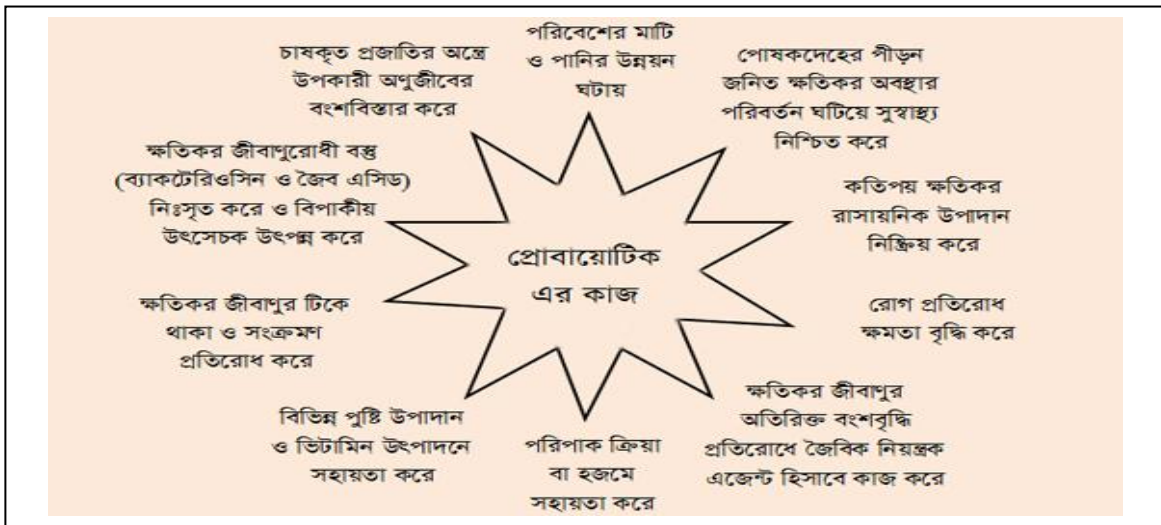 পরিবেশের মাটি
ও পানির উন্নয়ন
ঘটায়
পোষকদেহের পীড়ন
জনিত ক্ষতিকর অবস্থার
পরিবর্তন ঘটিয়ে সুস্বাস্থ্য
নিশ্চিত করে
কতিপয় ক্ষতিকর
রাসায়নিক উপাদান
নিষ্ক্রিয় করে
রোগ প্রতিরোধ
ক্ষমতা বৃদ্ধি করে
ক্ষতিকর জীবাণুর
অতিরিক্ত বংশবৃদ্ধি
প্রতিরোধে জৈবিক নিয়ন্ত্রক
এজেন্ট হিসাবে কাজ করে
পরিপাক ক্রিয়া
বা হজমে
সহায়তা করে
বিভিন্ন পুষ্টি উপাদান
ও ভিটামিন উৎপাদনে
সহায়তা করে
ক্ষতিকর জীবাণুর টিকে
থাকা ও সংক্রমণ
প্রতিরোধ করে
ক্ষতিকর জীবাণুরোধী বস্তু
(ব্যাকটেরিওসিন ও জৈব এসিড)
নিঃসৃত করে ও বিপাকীয়
উৎসেচক উৎপন্ন করে
চাষকৃত প্রজাতির অন্ত্রে
উপকারী অণুজীবের
বংশবিস্তার করে
প্রোবায়োটিক
এর কাজ